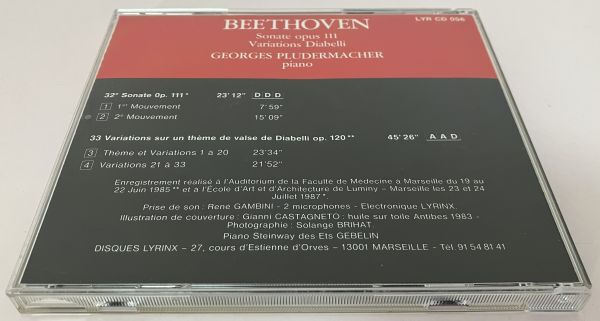 BEETHOVEN
LYR CD 056
Sonate opus 111
Variations Diabelli
GEORGES PLUDERMACHER
piano
32e Sonate Op. 111* 23'12" D D D
1 1er Mouvement 7'59"
2 2e Mouvement 15'09"
33 Variations sur un thème de valse de Diabelli op. 120** 45'26" A A D
3 Thème et Variations 1 a 20 23'34"
4 Variations 21 à 33 21'52"
Enregistrement réalisé à l'Auditorium de la Faculté de Médecine à Marseille du 19 au
22 Juin 1985** et a l'École d'Art et d'Architecture de Luminy - Marseille les 23 et 24
Juillet 1987*.
Prise de son: René GAMBINI - 2 microphones - Electronique LYRINX.
Illustration de couverture: Gianni CASTAGNETO: huile sur toile Antibes 1983 -
Photographie: Solange BRIHAT.
Piano Steinway des Ets GEBELIN
DISQUES LYRINX - 27, cours d'Estienne d'Orves - 13001 MARSEILLE - Tél. 91 54 81 41